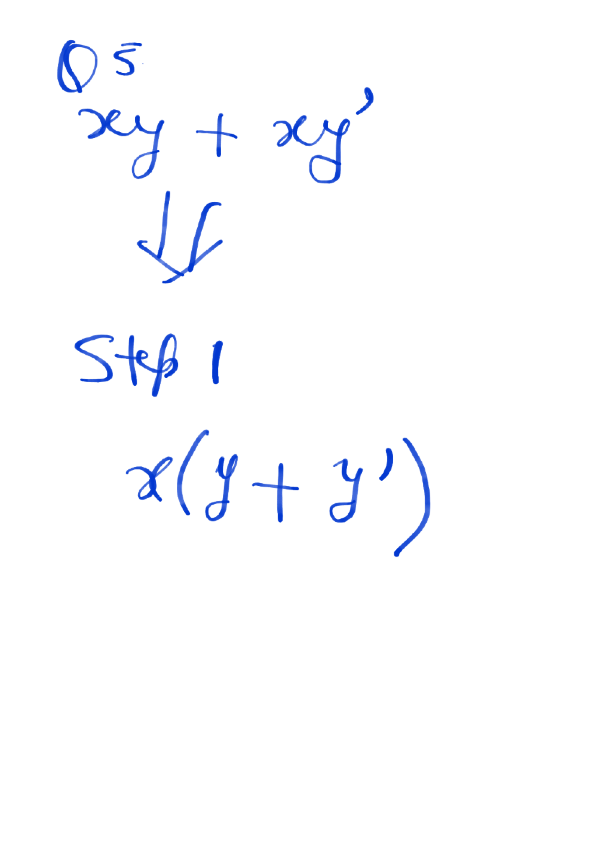 Q5
xy + xy'
⇓
Step 1
x(y + y')